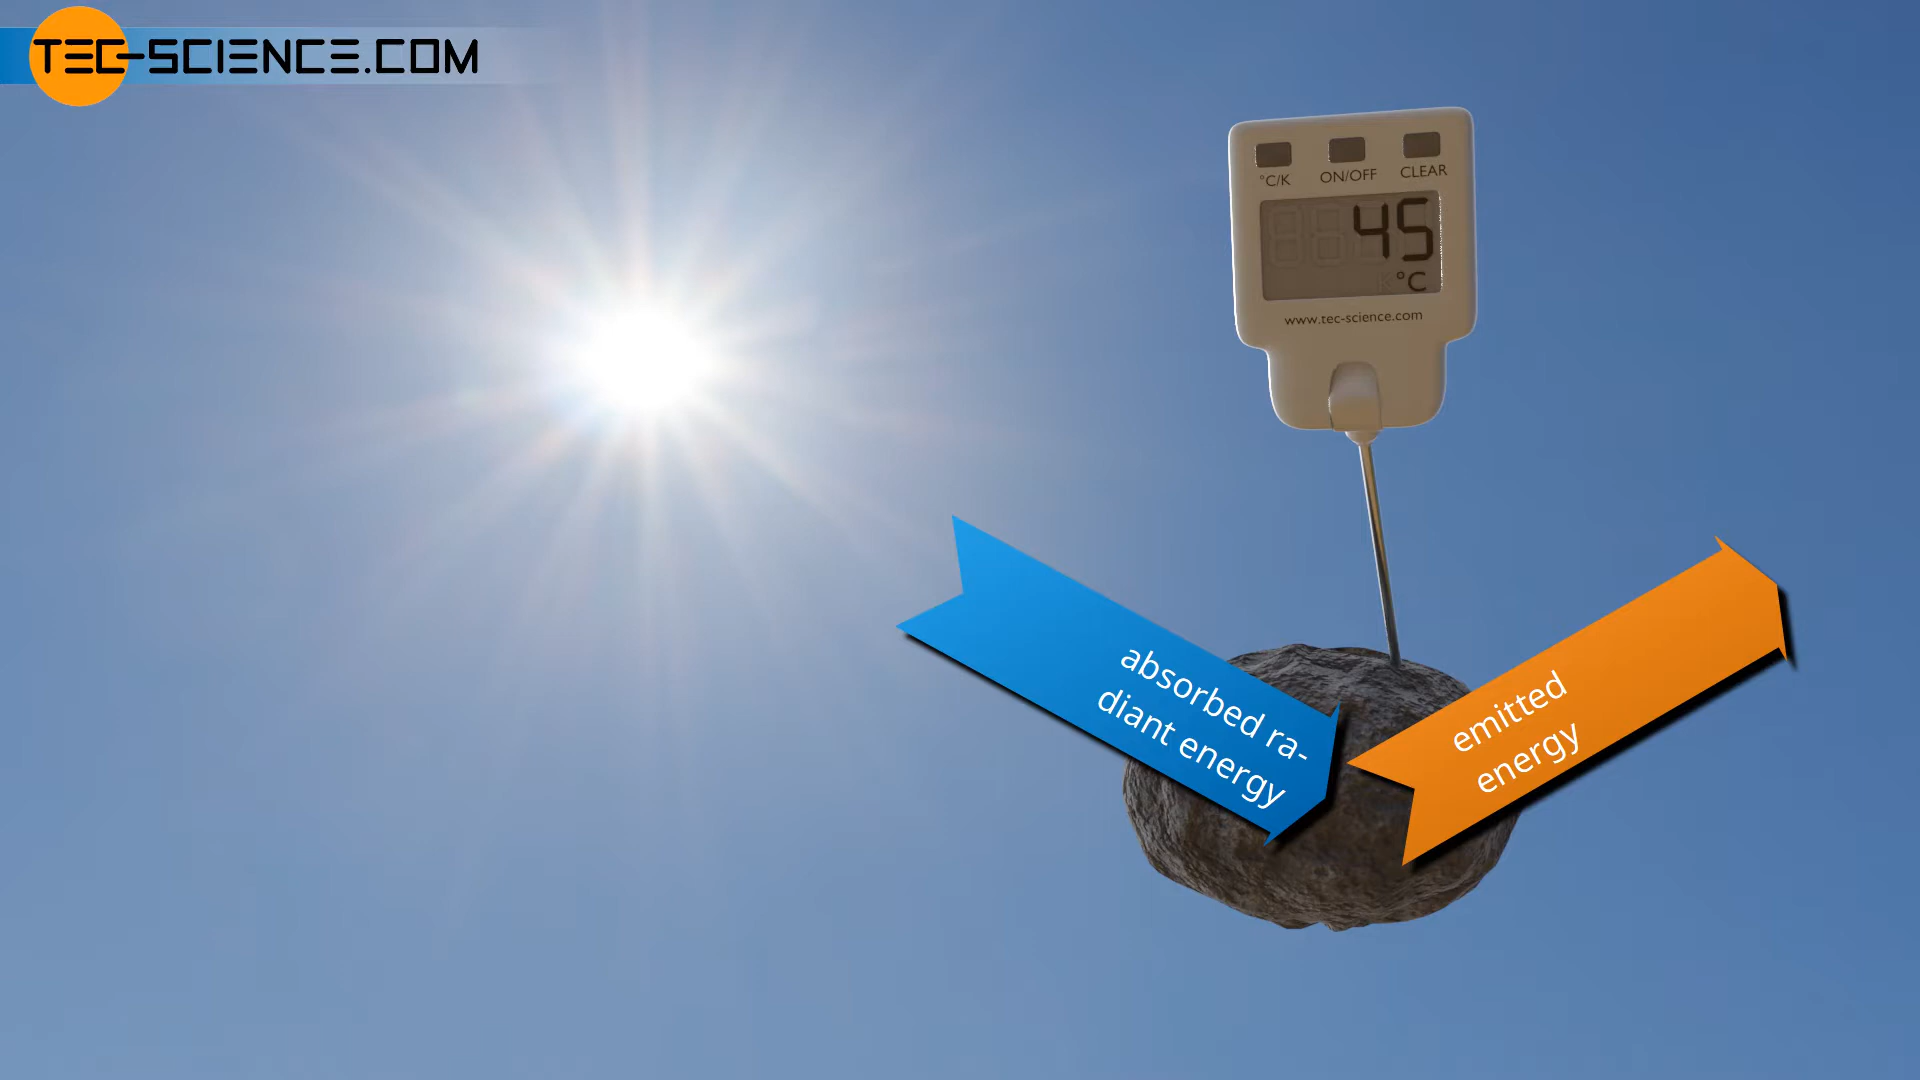 TEC-SCIENCE.COM
°C/K
ON/OFF
CLEAR
45
K °C
www.tec-science.com
absorbed ra-
diant energy
emitted
energy